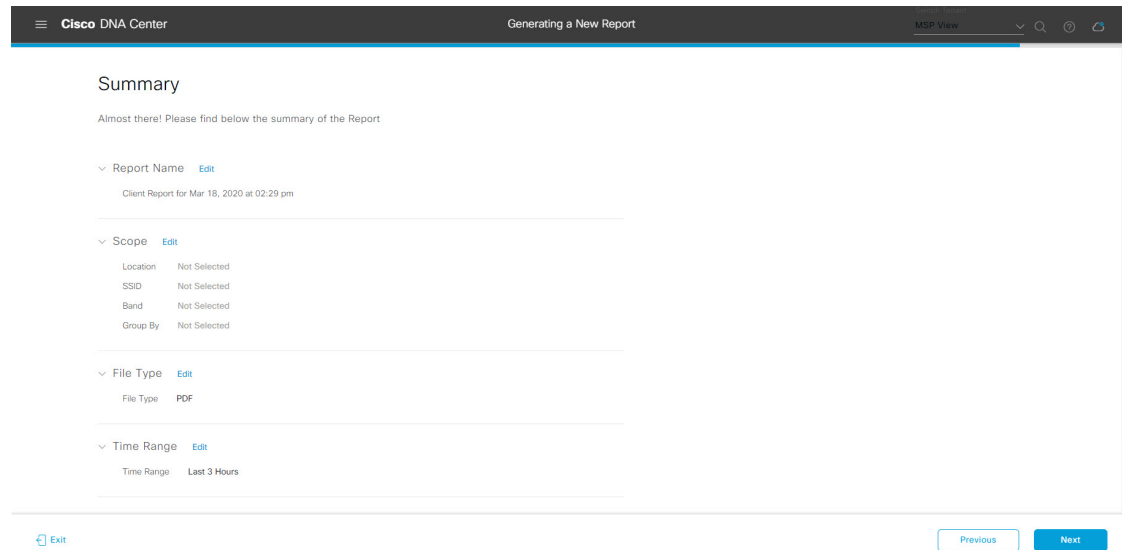 Cisco DNA Center
Generating a New Report
MSP View
Summary
Almost there! Please find below the summary of the Report
Report Name Edit
Client Report for Mar 18, 2020 at 02:29 pm
Scope Edit
Location Not Selected
SSID Not Selected
Band Not Selected
Group By Not Selected
File Type Edit
File Type PDF
Time Range Edit
Time Range Last 3 Hours
Exit
Previous
Next